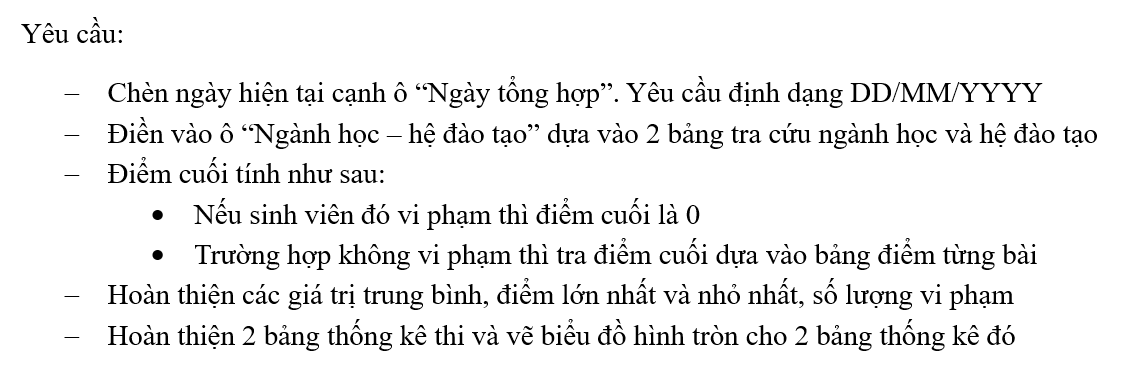 Yêu cầu:
– Chèn ngày hiện tại cạnh ô “Ngày tổng hợp”. Yêu cầu định dạng DD/MM/YYYY
– Điền vào ô “Ngành học – hệ đào tạo” dựa vào 2 bảng tra cứu ngành học và hệ đào tạo
– Điểm cuối tính như sau:
• Nếu sinh viên đó vi phạm thì điểm cuối là 0
• Trường hợp không vi phạm thì tra điểm cuối dựa vào bảng điểm từng bài
– Hoàn thiện các giá trị trung bình, điểm lớn nhất và nhỏ nhất, số lượng vi phạm
– Hoàn thiện 2 bảng thống kê thi và vẽ biểu đồ hình tròn cho 2 bảng thống kê đó